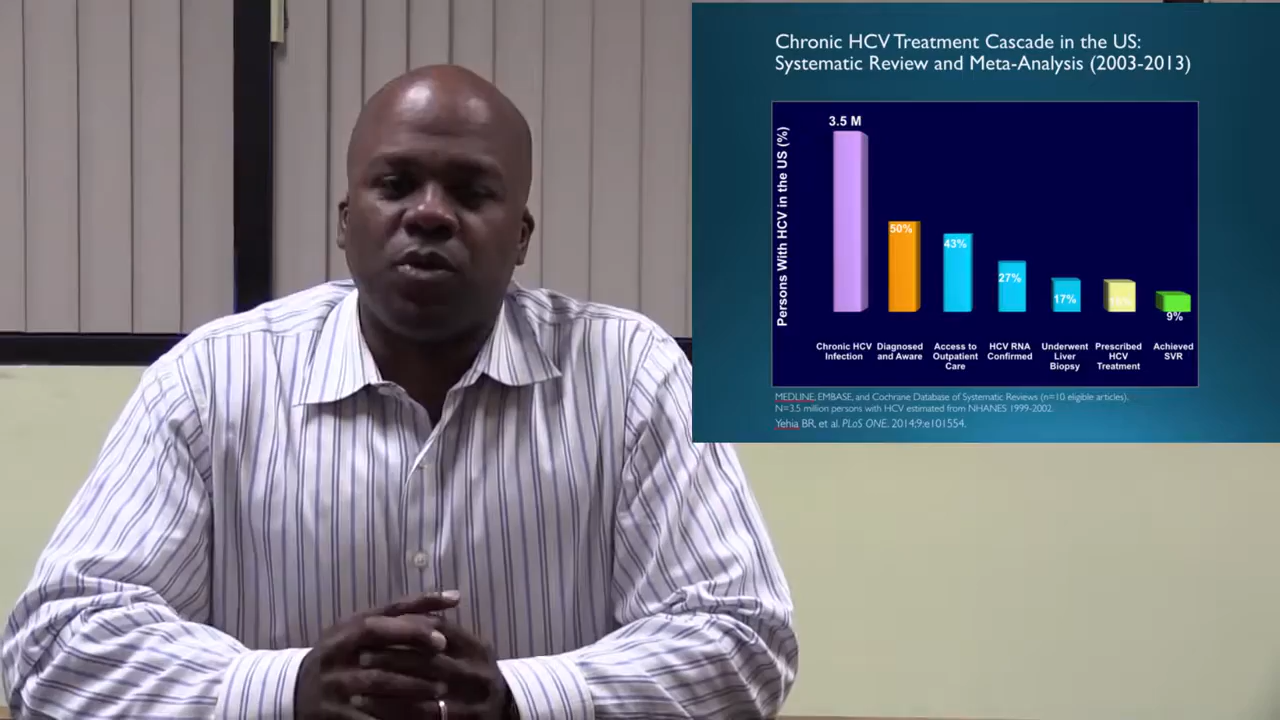 Chronic HCV Treatment Cascade in the US:
Systematic Review and Meta-Analysis (2003-2013)
Persons With HCV in the US (%)
3.5 M
50%
43%
27%
17%
16%
9%
Chronic HCV
Infection
Diagnosed
and Aware
Access to
Outpatient
Care
HCV RNA
Confirmed
Underwent
Liver
Biopsy
Prescribed
HCV
Treatment
Achieved
SVR
MEDLINE, EMBASE, and Cochrane Database of Systematic Reviews (n=10 eligible articles).
N=3.5 million persons with HCV estimated from NHANES 1999-2002.
Yehia BR, et al. PLoS ONE. 2014;9:e101554.